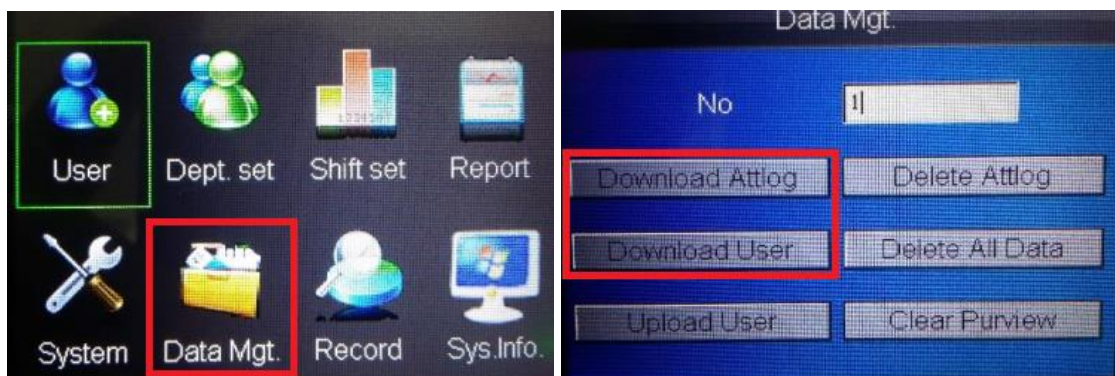 User Dept. set Shift set Report
System Data Mgt. Record Sys.Info.
Data Mgt.
No 1
Download Attlog Delete Attlog
Download User Delete All Data
Upload User Clear Purview